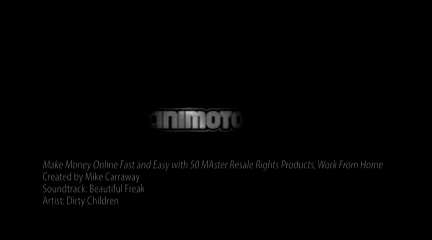 animoto
Make Money Online Fast and Easy with 50 MAster Resale Rights Products, Work From Home
Created by Mike Carraway
Soundtrack: Beautiful Freak
Artist: Dirty Children